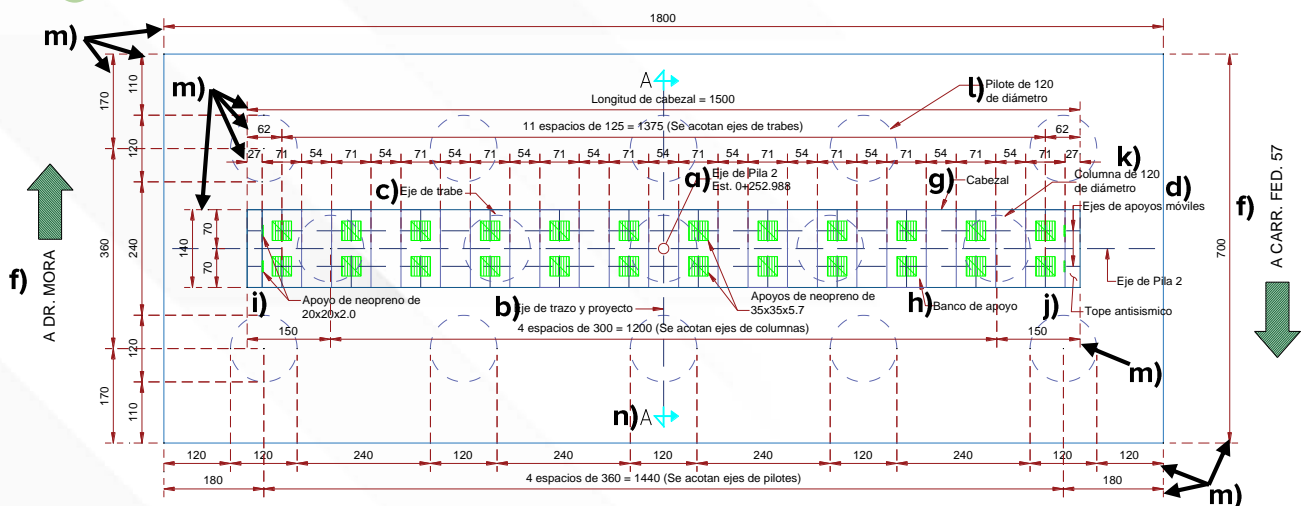 1800
m)
m)
170
110
A
Longitud de cabezal = 1500
l) Pilote de 120
de diámetro
62
11 espacios de 125 = 1375 (Se acotan ejes de trabes)
62
120
27 71 54 71 54 71 54 71 54 71 54 71 54 71 54 71 54 71 54 71 54 71 54 71 27
k)
a) Eje de Pila 2
Est. 0+252.988
c) Eje de trabe
g) Cabezal
Columna de 120
de diámetro
d)
Ejes de apoyos móviles
f)
A CARR. FED. 57
700
f)
A DR. MORA
360
240
140
70
70
Eje de Pila 2
i)
Apoyo de neopreno de
20x20x2.0
b) Eje de trazo y proyecto
Apoyos de neopreno de
35x35x5.7
h) Banco de apoyo
j)
Tope antisismico
150
4 espacios de 300 = 1200 (Se acotan ejes de columnas)
150
m)
120
170
110
n) A
120 120 240 120 240 120 240 120 240 120 120
180
4 espacios de 360 = 1440 (Se acotan ejes de pilotes)
180
m)